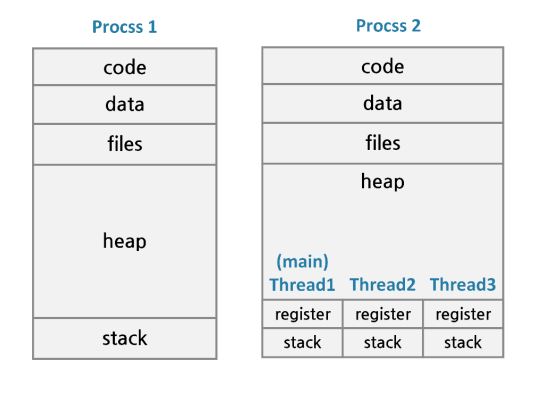 Procss 1
code
data
files
heap
stack
Procss 2
code
data
files
heap
(main)
Thread1 Thread2 Thread3
register register register
stack stack stack